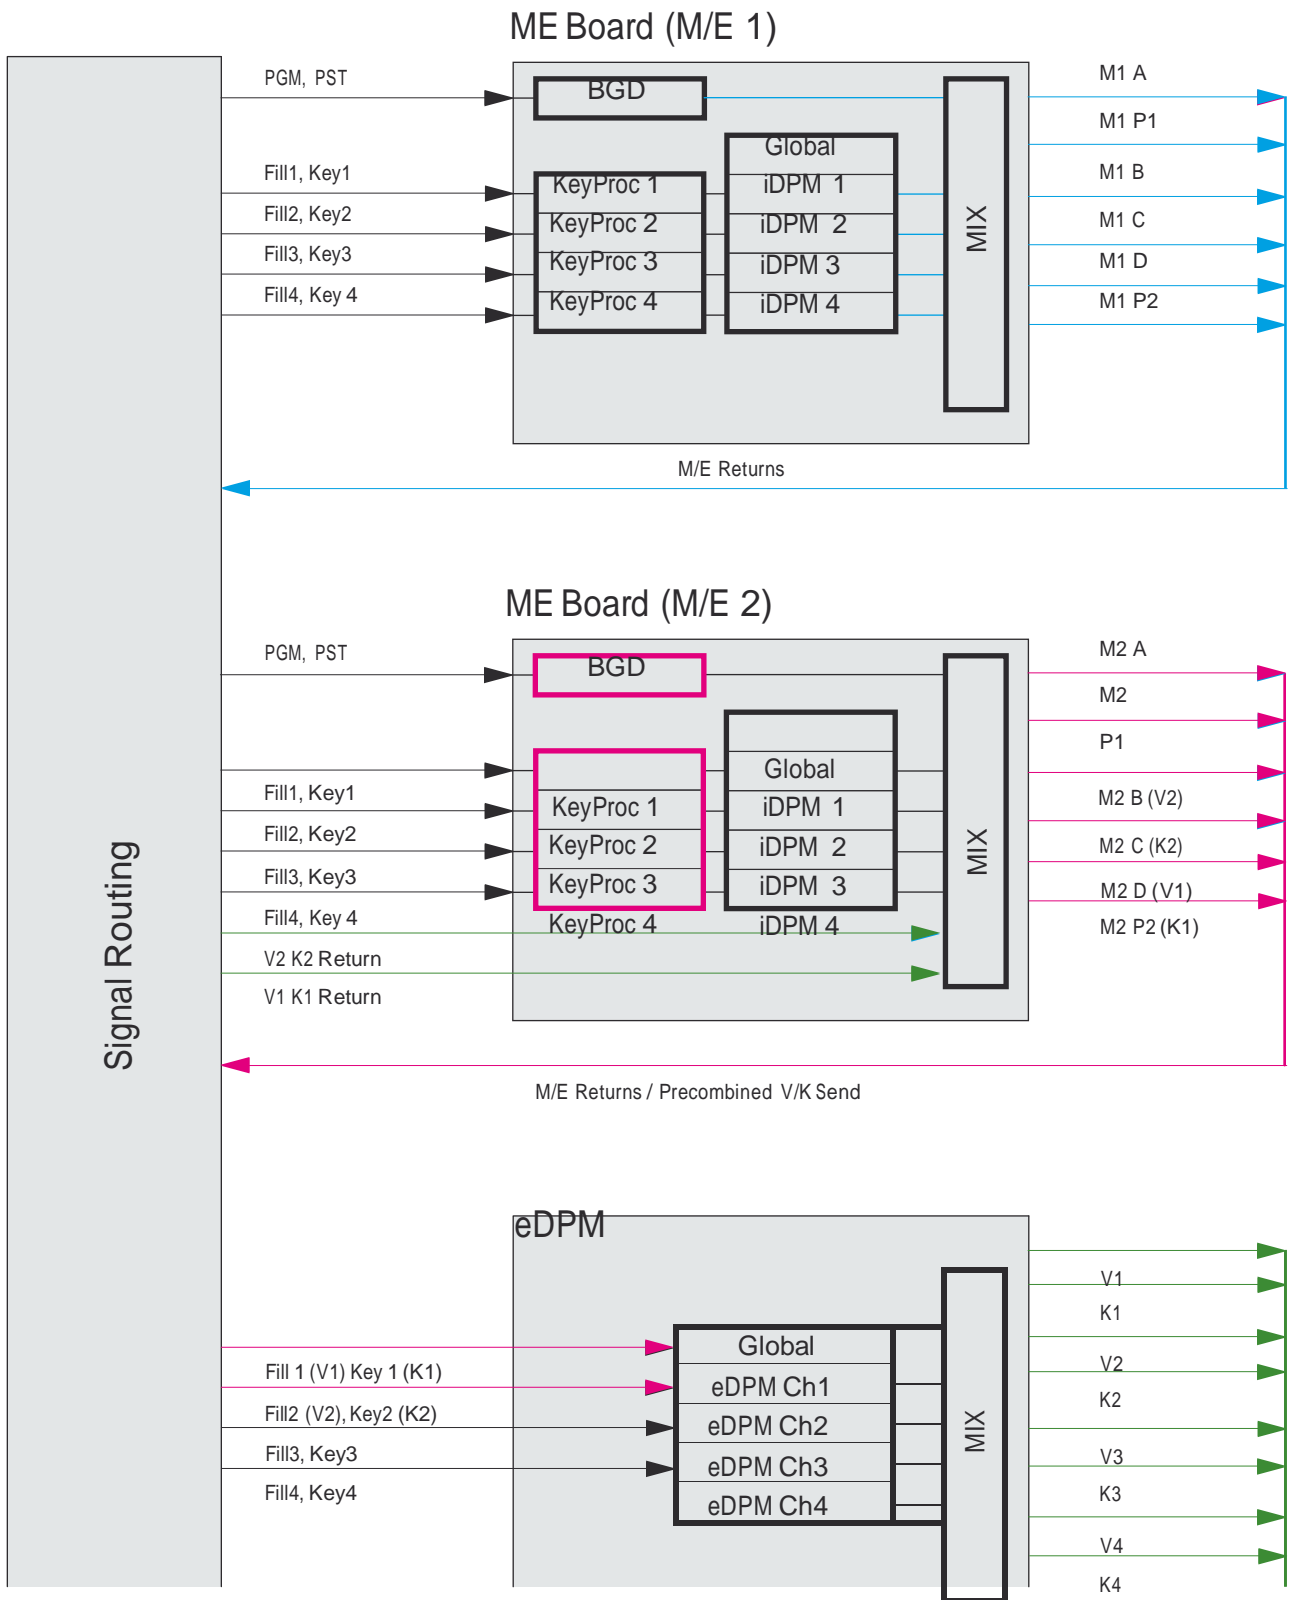 ME Board (M/E 1)
PGM, PST
BGD
M1 A
M1 P1
Global
Fill1, Key1
KeyProc 1
iDPM 1
M1 B
Fill2, Key2
KeyProc 2
iDPM 2
MIX
M1 C
Fill3, Key3
KeyProc 3
iDPM 3
M1 D
Fill4, Key 4
KeyProc 4
iDPM 4
M1 P2
M/E Returns
Signal Routing
ME Board (M/E 2)
PGM, PST
BGD
M2 A
M2
P1
Global
Fill1, Key1
KeyProc 1
iDPM 1
M2 B (V2)
Fill2, Key2
KeyProc 2
iDPM 2
MIX
M2 C (K2)
Fill3, Key3
KeyProc 3
iDPM 3
M2 D (V1)
Fill4, Key 4
KeyProc 4
iDPM 4
M2 P2 (K1)
V2 K2 Return
V1 K1 Return
M/E Returns / Precombined V/K Send
eDPM
V1
K1
Global
V2
Fill 1 (V1) Key 1 (K1)
eDPM Ch1
K2
Fill2 (V2), Key2 (K2)
eDPM Ch2
MIX
Fill3, Key3
eDPM Ch3
V3
Fill4, Key4
eDPM Ch4
K3
V4
K4